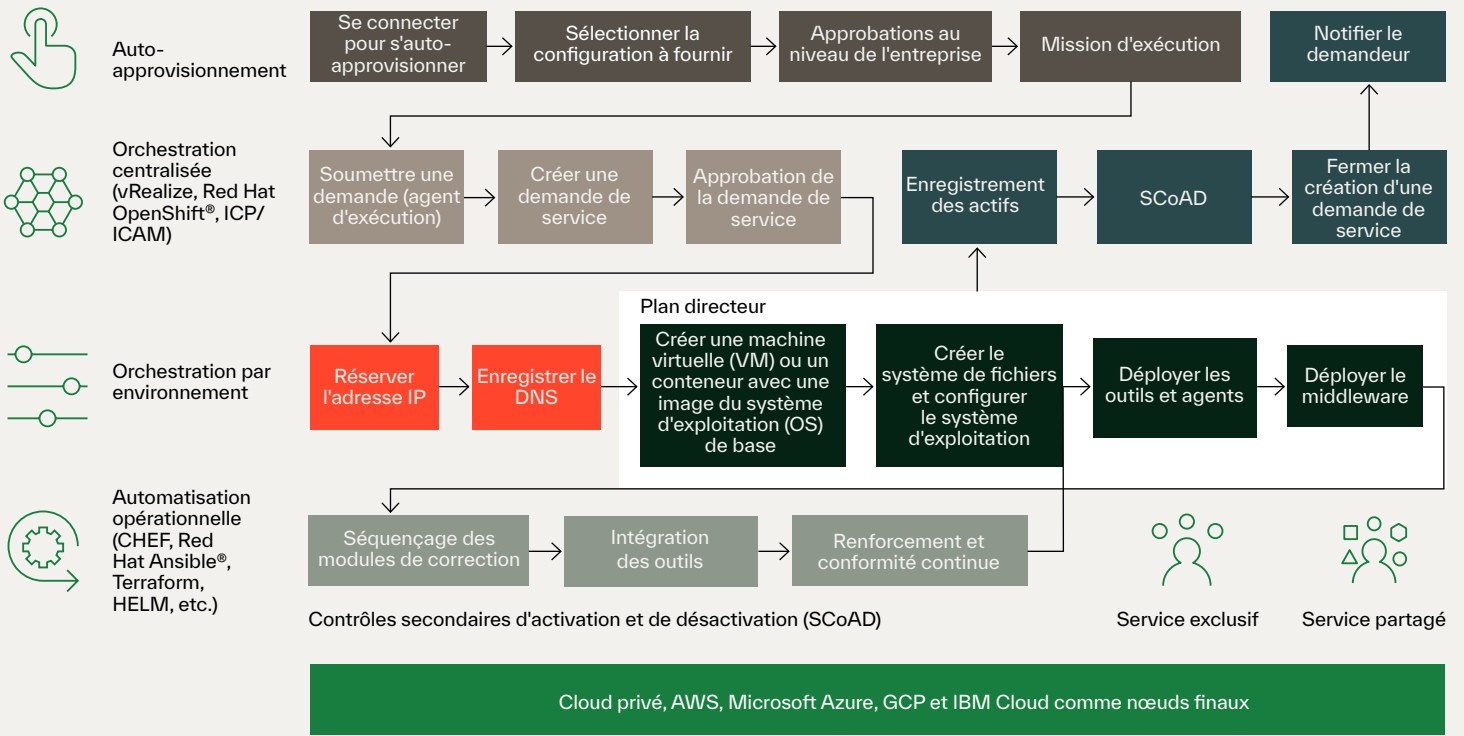 Auto-
approvisionnement
Se connecter
pour s'auto-
approvisionner
Sélectionner la
configuration à fournir
Approbations au
niveau de l'entreprise
Mission d'exécution
Notifier le
demandeur
Orchestration
centralisée
(vRealize, Red Hat
OpenShift®, ICP/
ICAM)
Soumettre une
demande (agent
d'exécution)
Créer une
demande de
service
Approbation de
la demande de
service
Enregistrement
des actifs
SCoAD
Fermer la
création d'une
demande de
service
Plan directeur
Orchestration par
environnement
Réserver
l'adresse IP
Enregistrer le
DNS
Créer une machine
virtuelle (VM) ou un
conteneur avec une
image du système
d'exploitation (OS)
de base
Créer le
système de fichiers
et configurer
le système
d'exploitation
Déployer les
outils et agents
Déployer le
middleware
Automatisation
opérationnelle
(CHEF, Red
Hat Ansible®,
Terraform,
HELM, etc.)
Séquençage des
modules de correction
Intégration
des outils
Renforcement et
conformité continue
Contrôles secondaires d'activation et de désactivation (SCoAD)
Service exclusif
Service partagé
Cloud privé, AWS, Microsoft Azure, GCP et IBM Cloud comme nœuds finaux